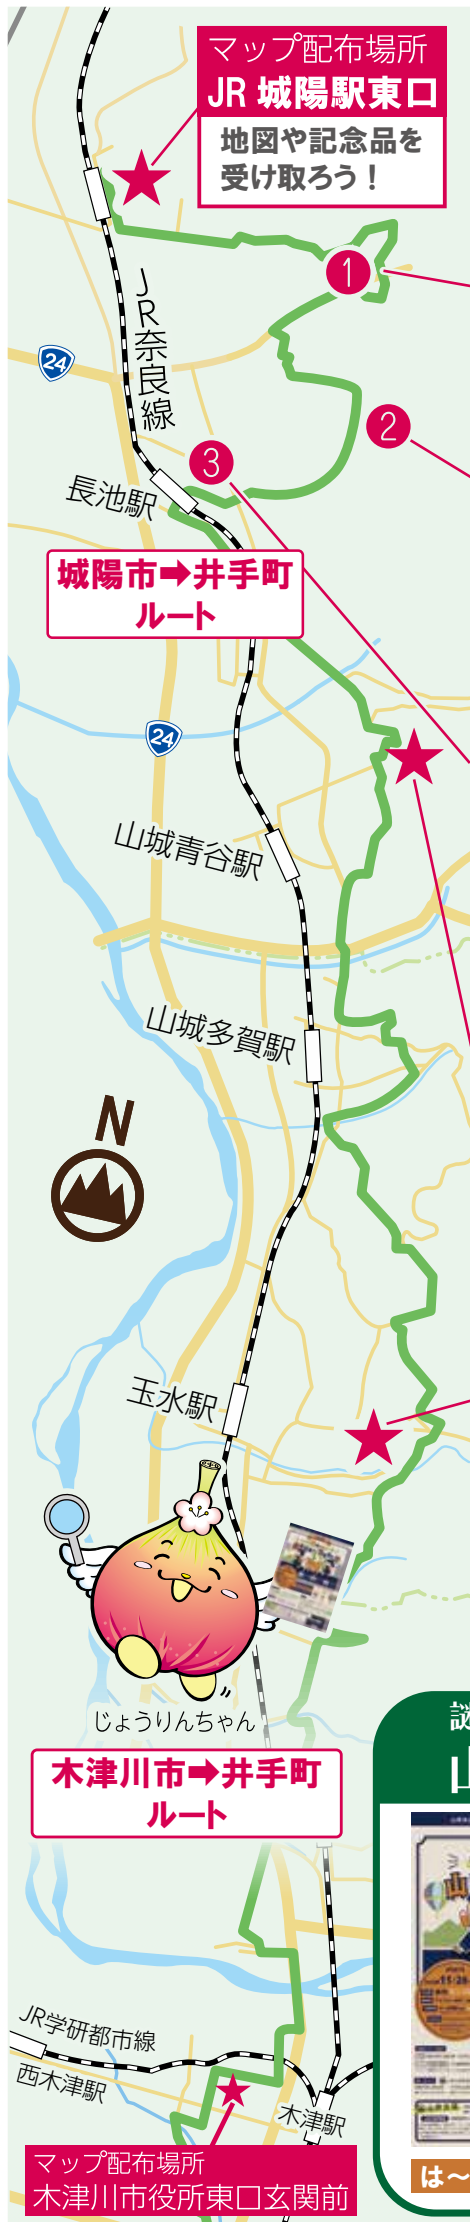 マップ配布場所
JR 城陽駅東口
地図や記念品を
受け取ろう！
1
JR奈良線
24
2
3
長池駅
城陽市➡井手町
ルート
24
山城青谷駅
山城多賀駅
N
玉水駅
じょうりんちゃん
木津川市➡井手町
ルート
謎
山
JR学研都市線
西木津駅
木津駅
マップ配布場所
木津川市役所東口玄関前
は～